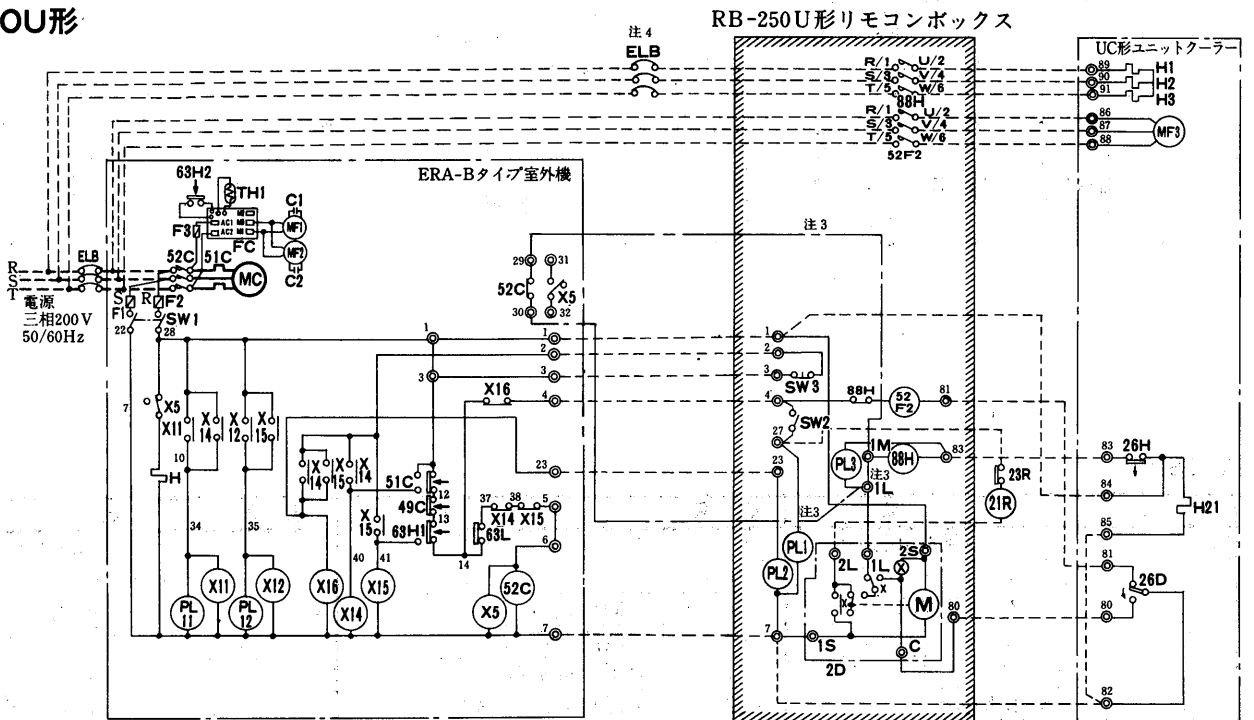 OU形
RB-250U形リモコンボックス
注4
ELB
UC形ユニットクーラー
R/1 U/2
S/3 V/4
T/5 W/6
88H
R/1 U/2
S/3 V/4
T/5 W/6
52F2
89 H1
90 H2
91 H3
86
87
88
MF3
ERA-Bタイプ室外機
63H2
TH1
C1
F3
AC1
AC2
FC
MF1
MF2
C2
ELB
52C
51C
MC
R
S
T
電源
三相200V
50/60Hz
S
R
F1
F2
SW1
22
28
注3
29
31
52C
X5
30
32
1
1
2
3
3
4
X16
7
X5
X11
X14
X12
X15
10
H
X14
X15
X14
51C
12
49C
13
63H1
X15
23
37
38
5
X14
X15
63L
6
14
34
35
40
41
PL11
X11
PL12
X12
X16
X14
X15
X5
52C
7
1
2
3
SW3
4
88H
52F2
81
SW2
27
1M
PL3
88H
83
23
注3
1L
注3
23R
21R
PL1
PL2
2L
1L
2S
X
X
X
M
80
7
1S
C
2D
83
26H
84
H21
85
81
26D
80
82